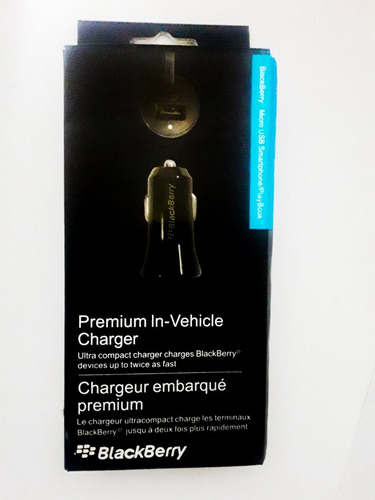 BlackBerry Micro USB Smartphone/PlayBook
BlackBerry
Premium In-Vehicle
Charger
Ultra compact charger charges BlackBerry®
devices up to twice as fast
Chargeur embarqué
premium
Le chargeur ultracompact charge les terminaux
BlackBerry® jusqu'à deux fois plus rapidement
BlackBerry